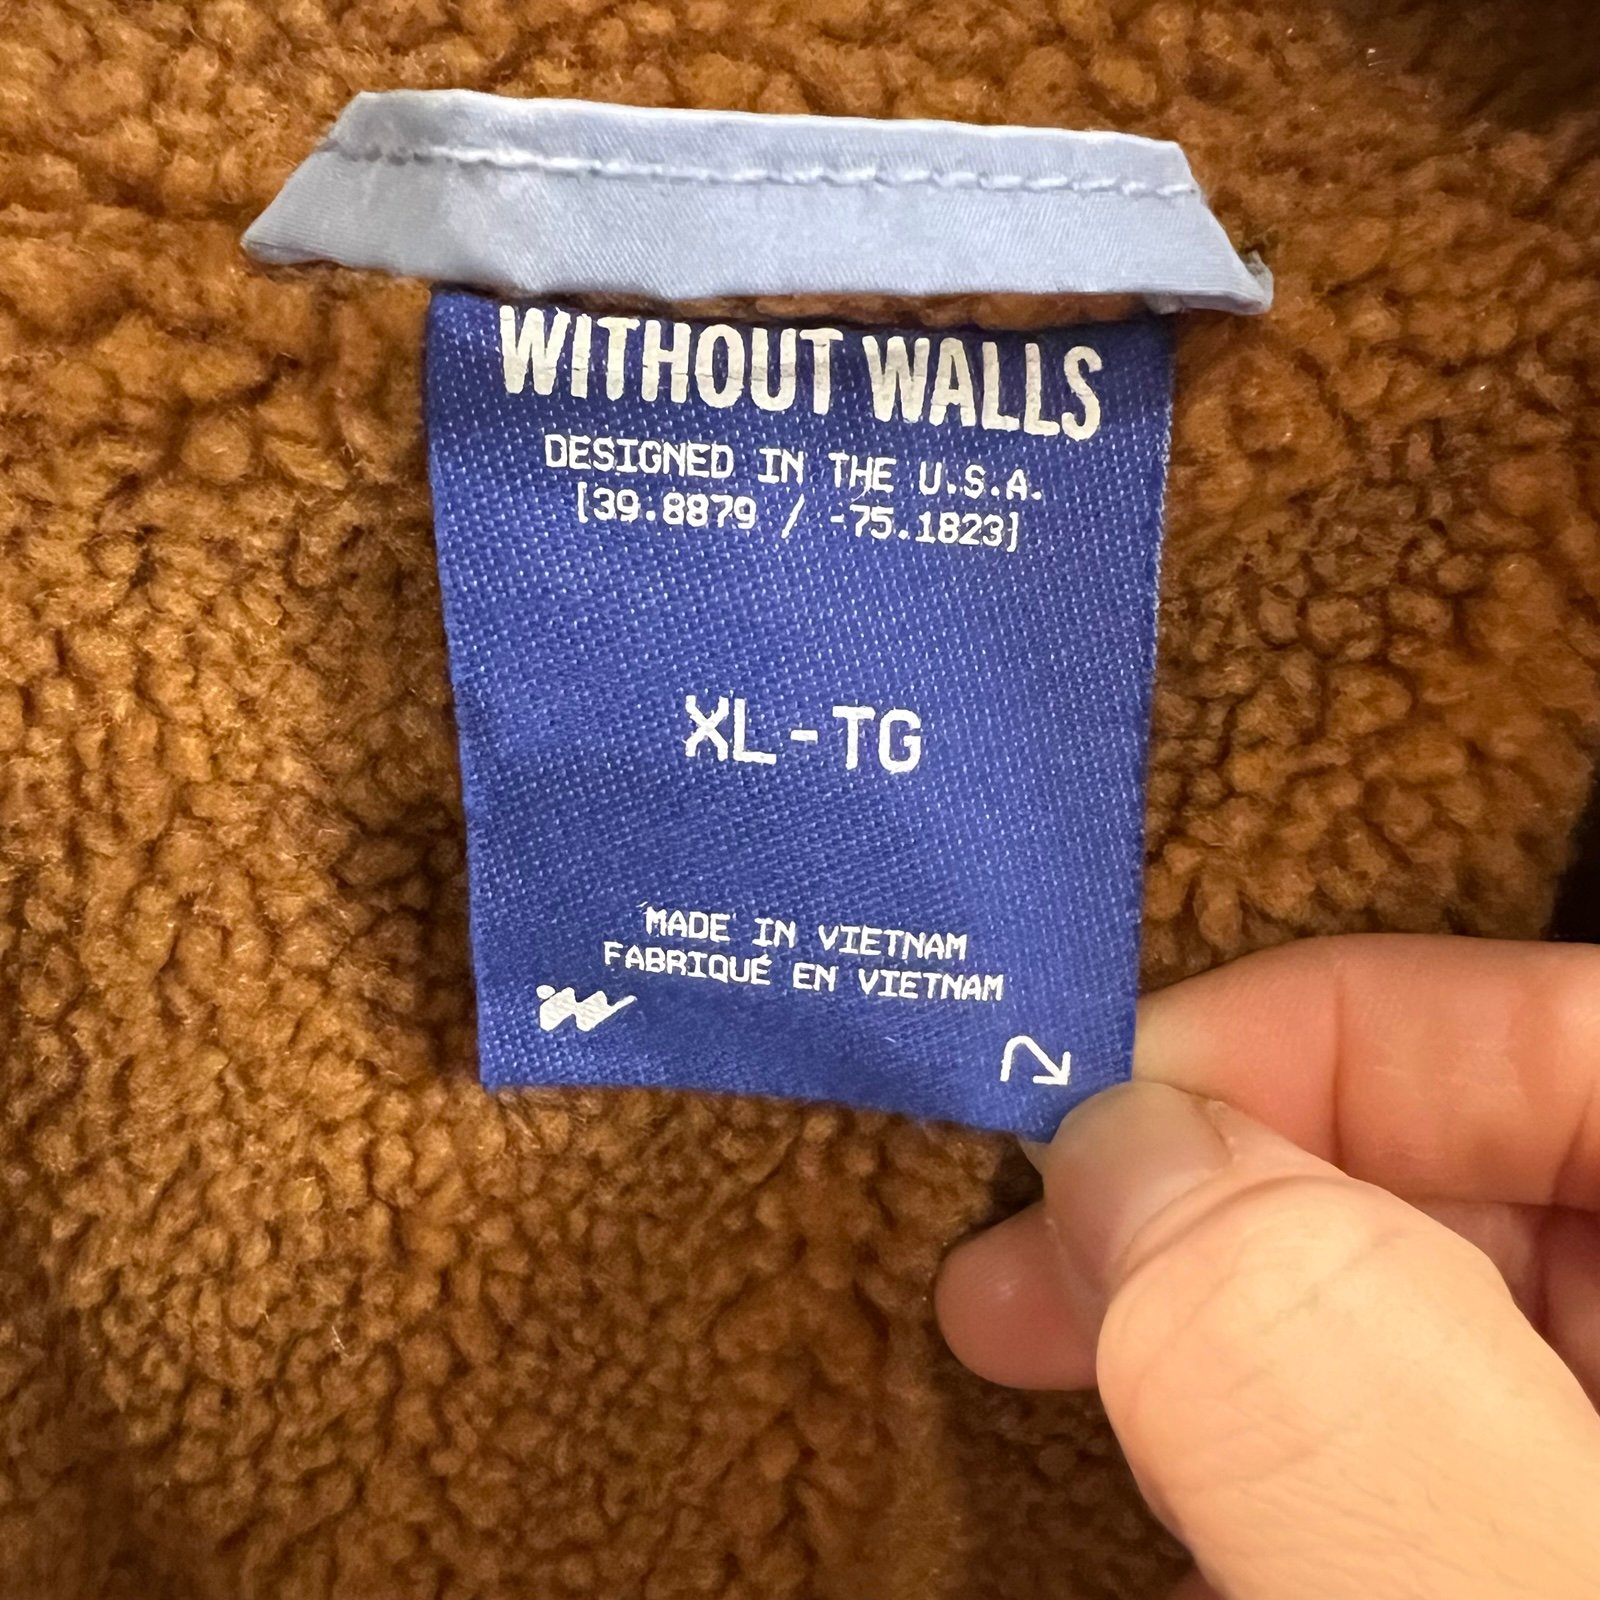 WITHOUT WALLS
DESIGNED IN THE U.S.A.
[39.8879 / -75.1823]
XL-TG
MADE IN VIETNAM
FABRIQUÉ EN VIETNAM